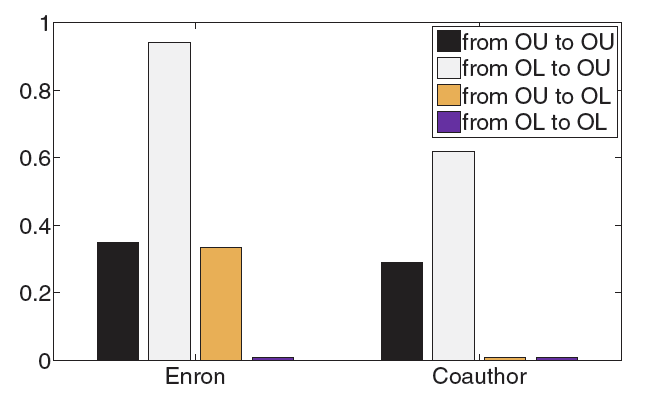 1
0.8
0.6
0.4
0.2
0
from OU to OU
from OL to OU
from OU to OL
from OL to OL
Enron
Coauthor